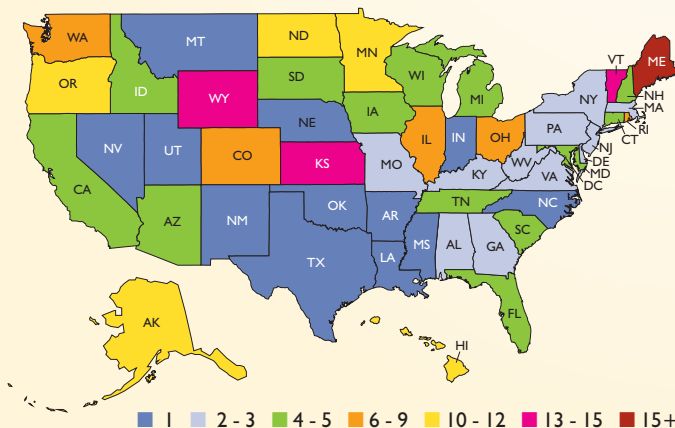 WA
MT
ND
MN
VT
ME
OR
ID
SD
WI
MI
NY
NH
MA
WY
IA
NE
PA
RI
CT
NV
UT
CO
IL
IN
OH
NJ
DE
MD
DC
CA
KS
MO
WV
VA
KY
AZ
NM
OK
AR
TN
NC
SC
TX
LA
MS
AL
GA
FL
AK
HI
1 2 - 3 4 - 5 6 - 9 10 - 12 13 - 15 15+